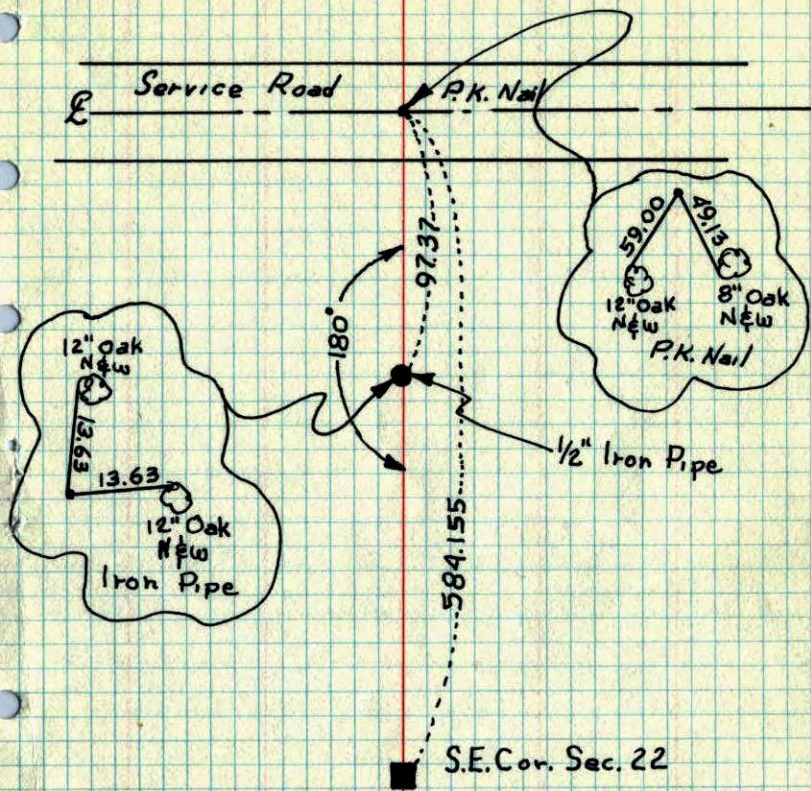 Service Road
P.K. Nail
℄
97.37
59.00
49.13
12" Oak
N&W
8" Oak
N&W
P.K. Nail
180°
12" Oak
N&W
13.63
13.63
12" Oak
N&W
Iron Pipe
1/2" Iron Pipe
584.155
S.E. Cor. Sec. 22